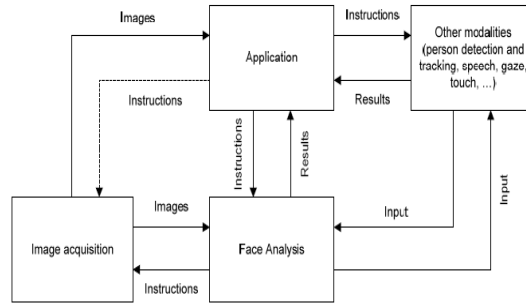 Images
Instructions
Application
Other modalities
(person detection and
tracking, speech, gaze,
touch, ...)
Instructions
Results
Instructions
Results
Input
Input
Images
Image acquisition
Face Analysis
Instructions